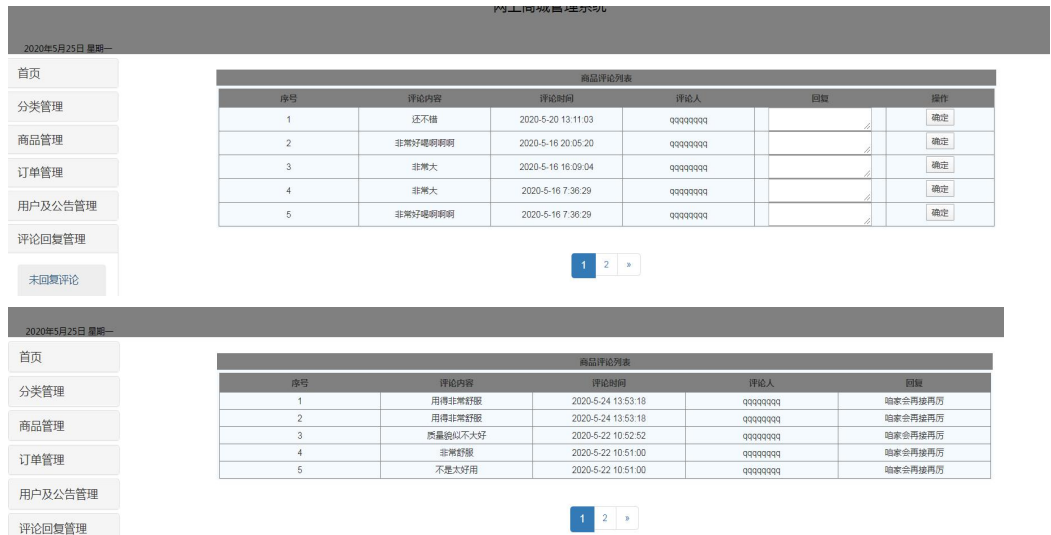 网上商城管理系统
2020年5月25日 星期一
首页
分类管理
商品管理
订单管理
用户及公告管理
评论回复管理
未回复评论
商品评论列表
序号 评论内容 评论时间 评论人 回复 操作
1 还不错 2020-5-20 13:11:03 qqqqqqqq 确定
2 非常好喝啊啊啊 2020-5-16 20:05:20 qqqqqqqq 确定
3 非常大 2020-5-16 16:09:04 qqqqqqqq 确定
4 非常大 2020-5-16 7:36:29 qqqqqqqq 确定
5 非常好喝啊啊啊 2020-5-16 7:36:29 qqqqqqqq 确定
1 2 »
2020年5月25日 星期一
首页
分类管理
商品管理
订单管理
用户及公告管理
评论回复管理
商品评论列表
序号 评论内容 评论时间 评论人 回复
1 用得非常舒服 2020-5-24 13:53:18 qqqqqqqq 咱家会再接再厉
2 用得非常舒服 2020-5-24 13:53:18 qqqqqqqq 咱家会再接再厉
3 质量貌似不大好 2020-5-22 10:52:52 qqqqqqqq 咱家会再接再厉
4 非常舒服 2020-5-22 10:51:00 qqqqqqqq 咱家会再接再厉
5 不是太好用 2020-5-22 10:51:00 qqqqqqqq 咱家会再接再厉
1 2 »